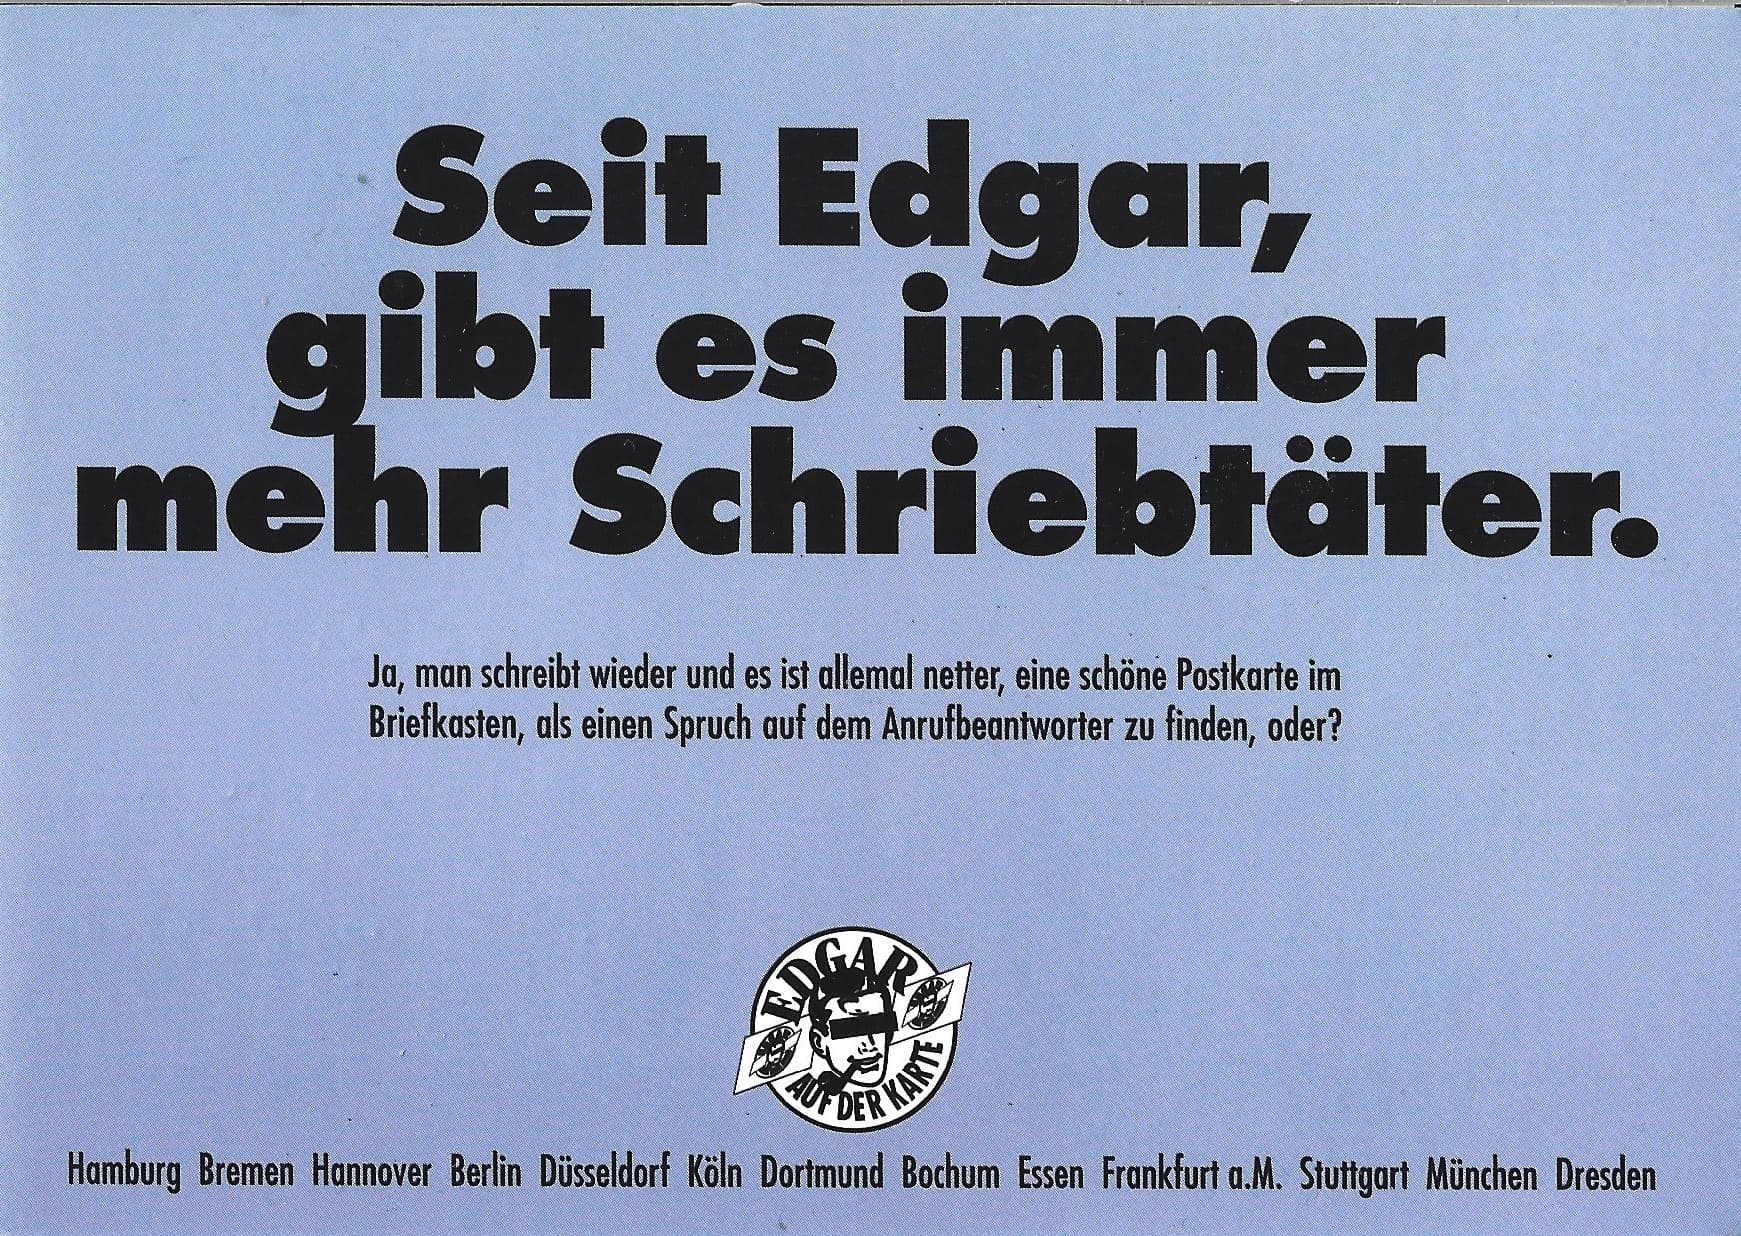 Seit Edgar,
gibt es immer
mehr Schriebtäter.
Ja, man schreibt wieder und es ist allemal netter, eine schöne Postkarte im
Briefkasten, als einen Spruch auf dem Anrufbeantworter zu finden, oder?
EDGAR
AUF DER KARTE
Hamburg Bremen Hannover Berlin Düsseldorf Köln Dortmund Bochum Essen Frankfurt a.M. Stuttgart München Dresden